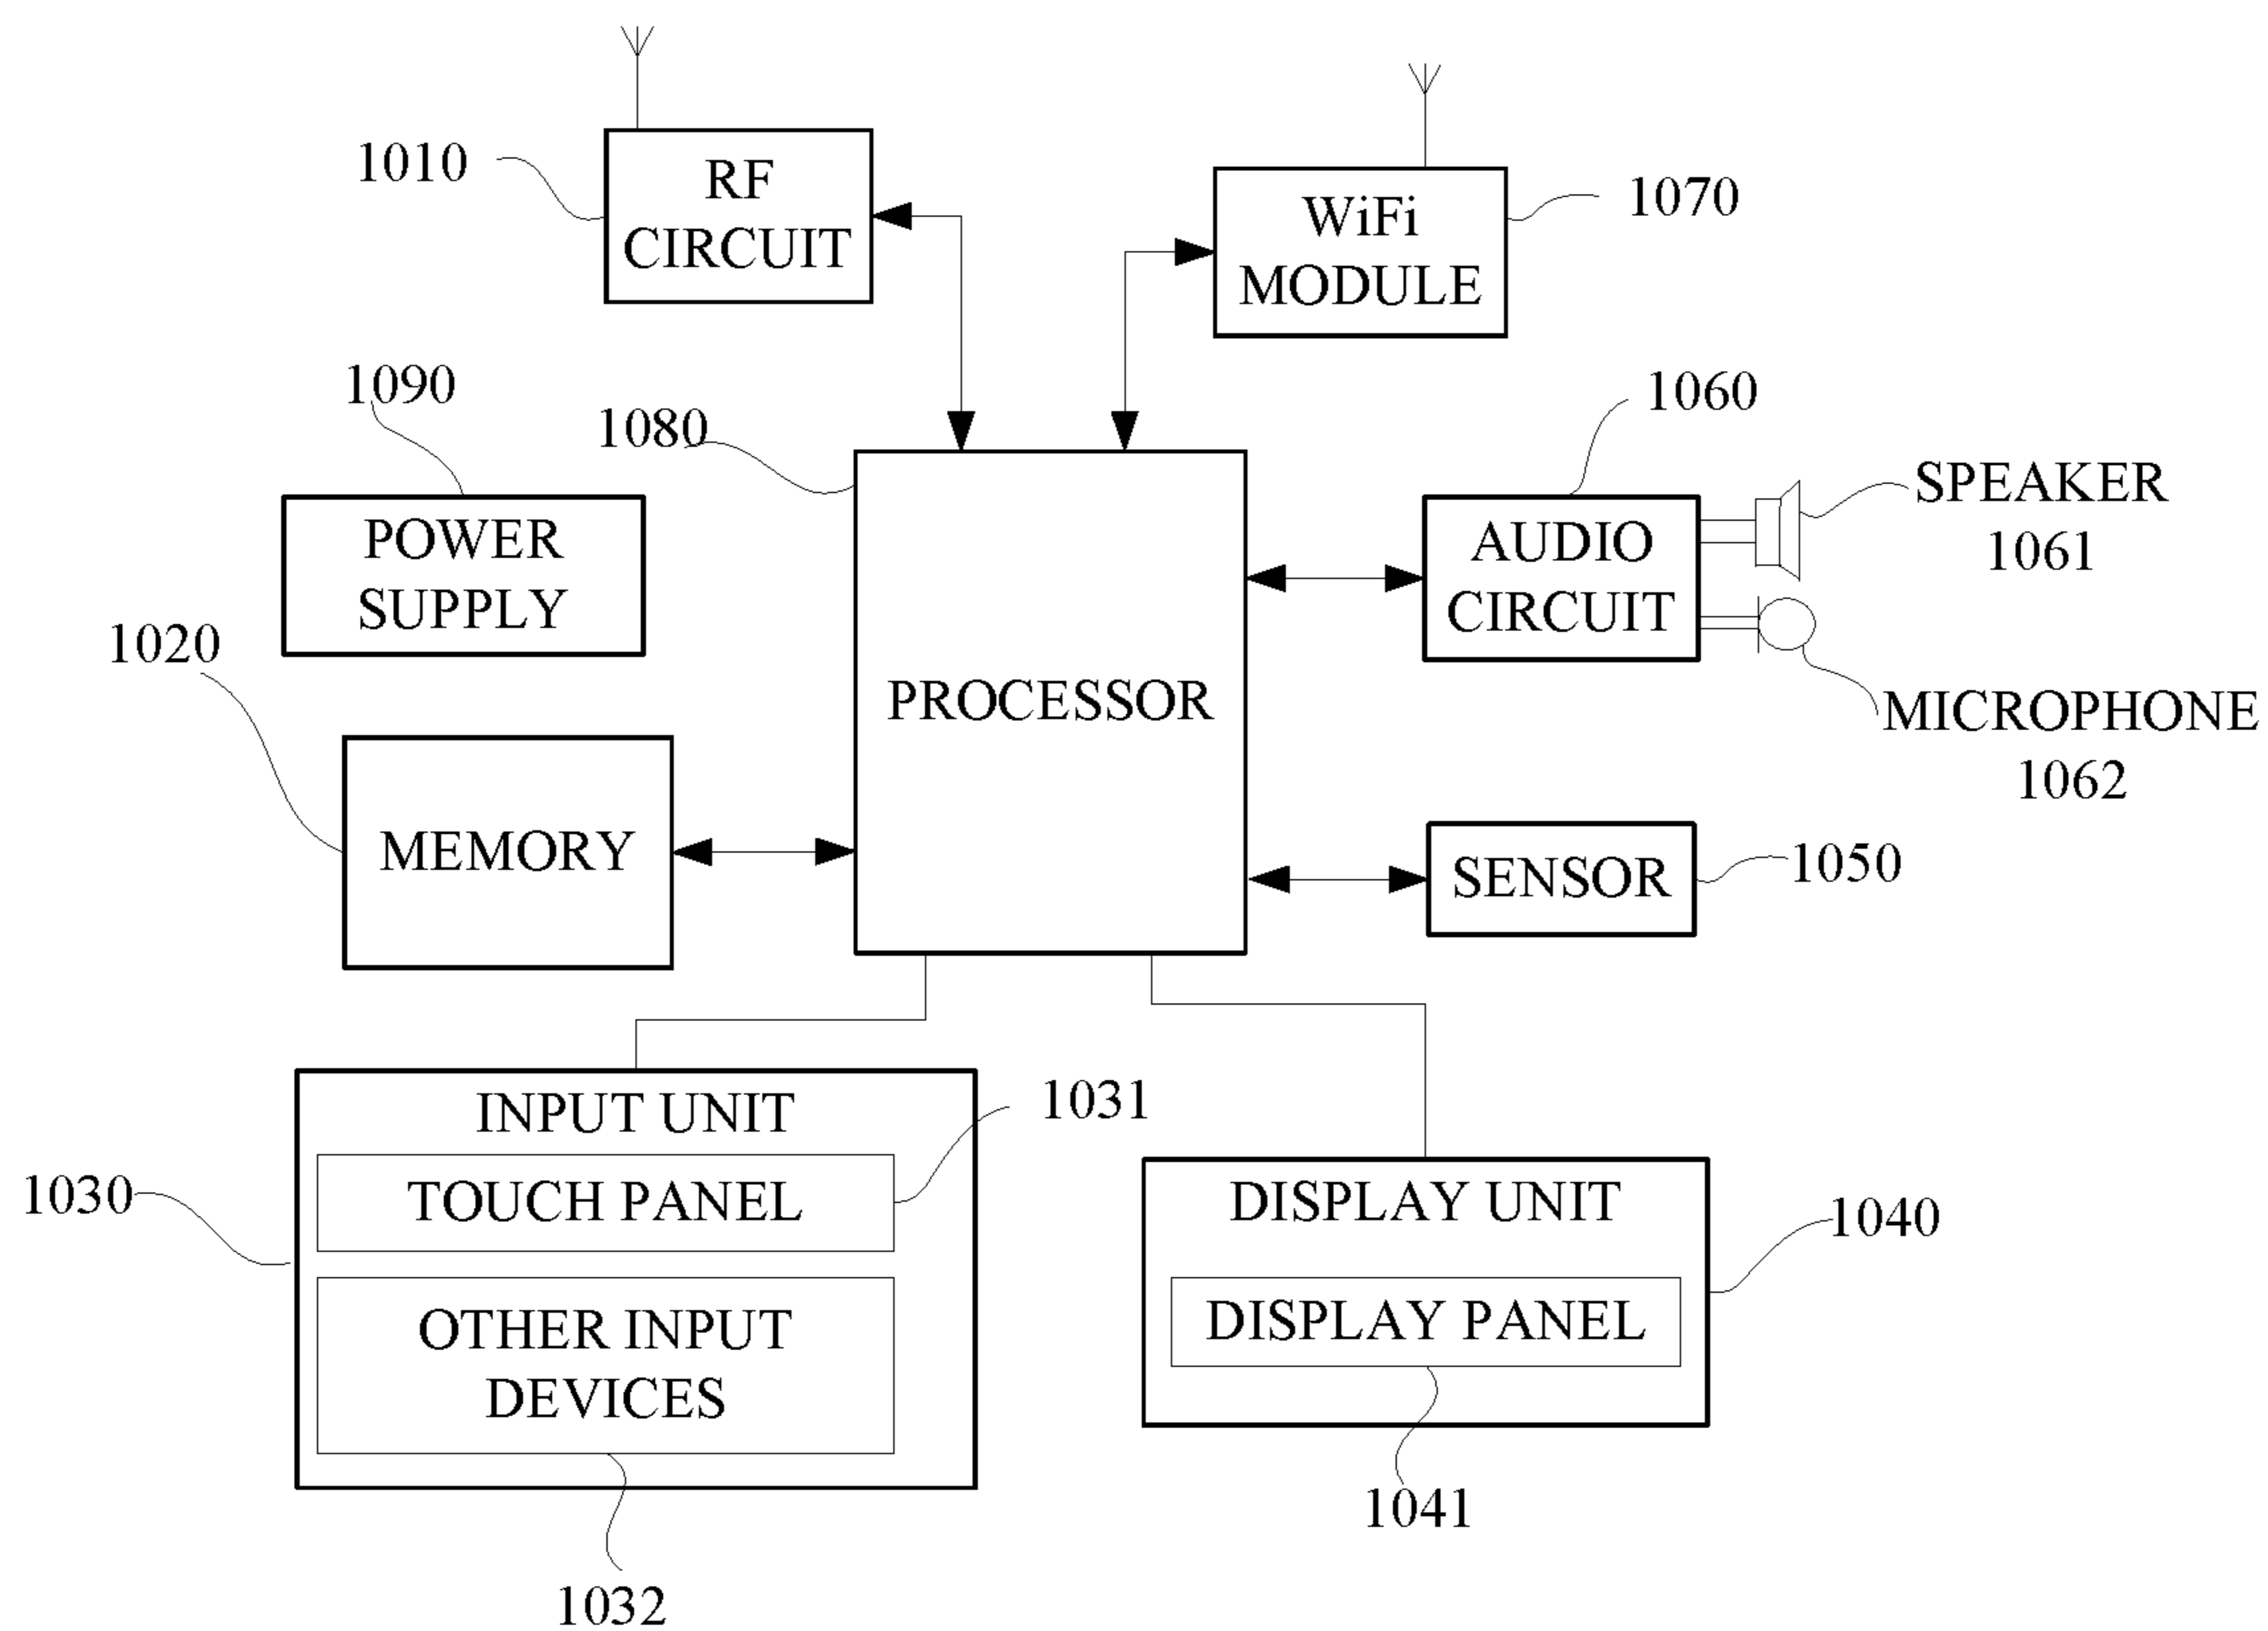 1010
RF
CIRCUIT
WiFi
MODULE
1070
1090
1080
1060
POWER
SUPPLY
AUDIO
CIRCUIT
SPEAKER
1061
1020
PROCESSOR
MICROPHONE
1062
MEMORY
SENSOR
1050
INPUT UNIT
1031
1030
TOUCH PANEL
DISPLAY UNIT
1040
OTHER INPUT
DEVICES
DISPLAY PANEL
1041
1032